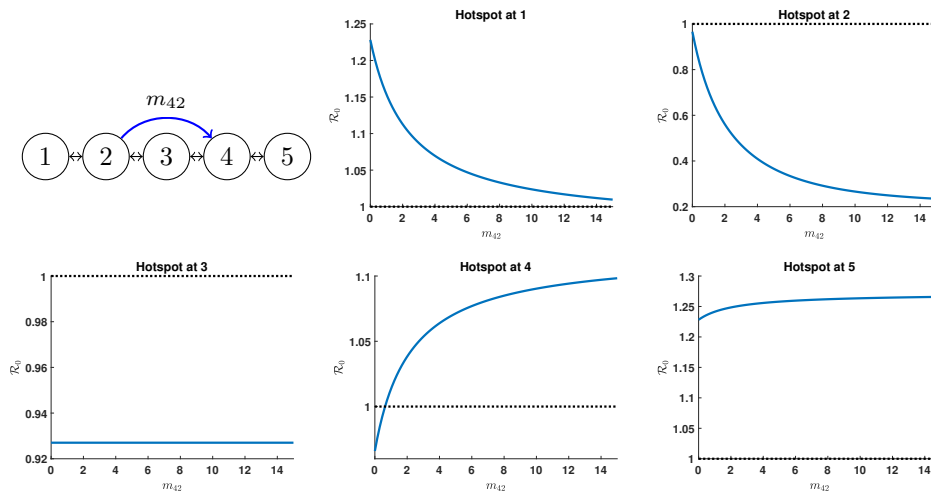 m₄₂
1 2 3 4 5
Hotspot at 1
1.25
1.2
1.15
1.1
1.05
1
0 2 4 6 8 10 12 14
m₄₂
R₀
Hotspot at 2
1
0.8
0.6
0.4
0.2
0 2 4 6 8 10 12 14
m₄₂
R₀
Hotspot at 3
1
0.98
0.96
0.94
0.92
0 2 4 6 8 10 12 14
m₄₂
R₀
Hotspot at 4
1.1
1.05
1
0 2 4 6 8 10 12 14
m₄₂
R₀
Hotspot at 5
1.3
1.25
1.2
1.15
1.1
1.05
1
0 2 4 6 8 10 12 14
m₄₂
R₀